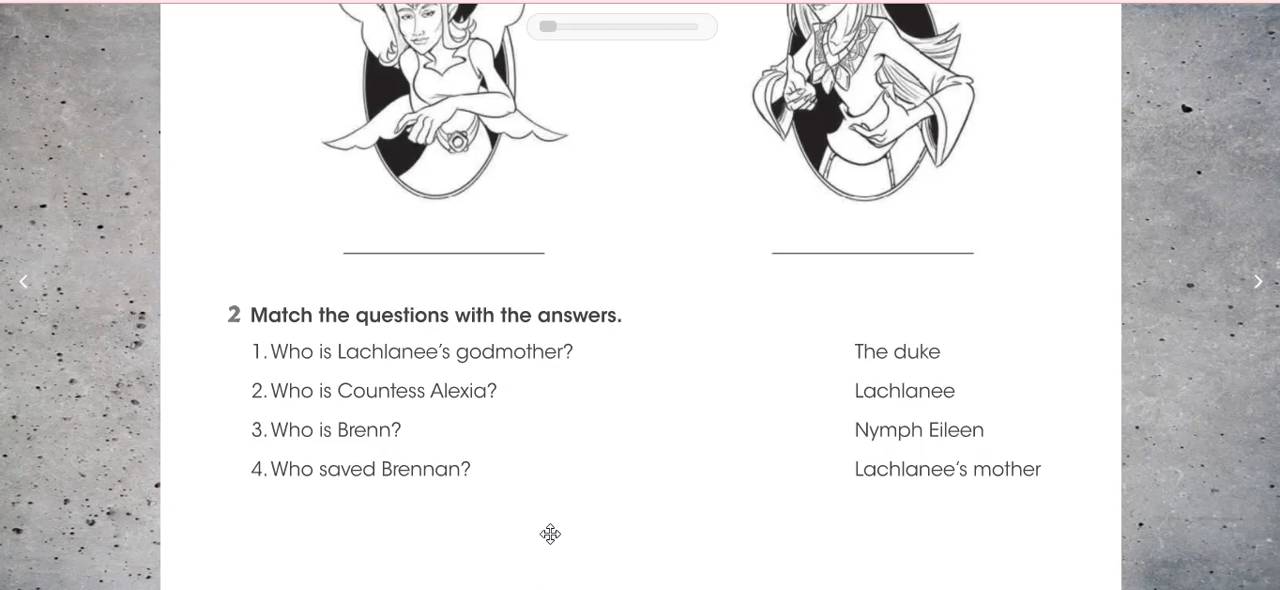 2 Match the questions with the answers.
1. Who is Lachlanee’s godmother? The duke
2. Who is Countess Alexia? Lachlanee
3. Who is Brenn? Nymph Eileen
4. Who saved Brennan? Lachlanee’s mother